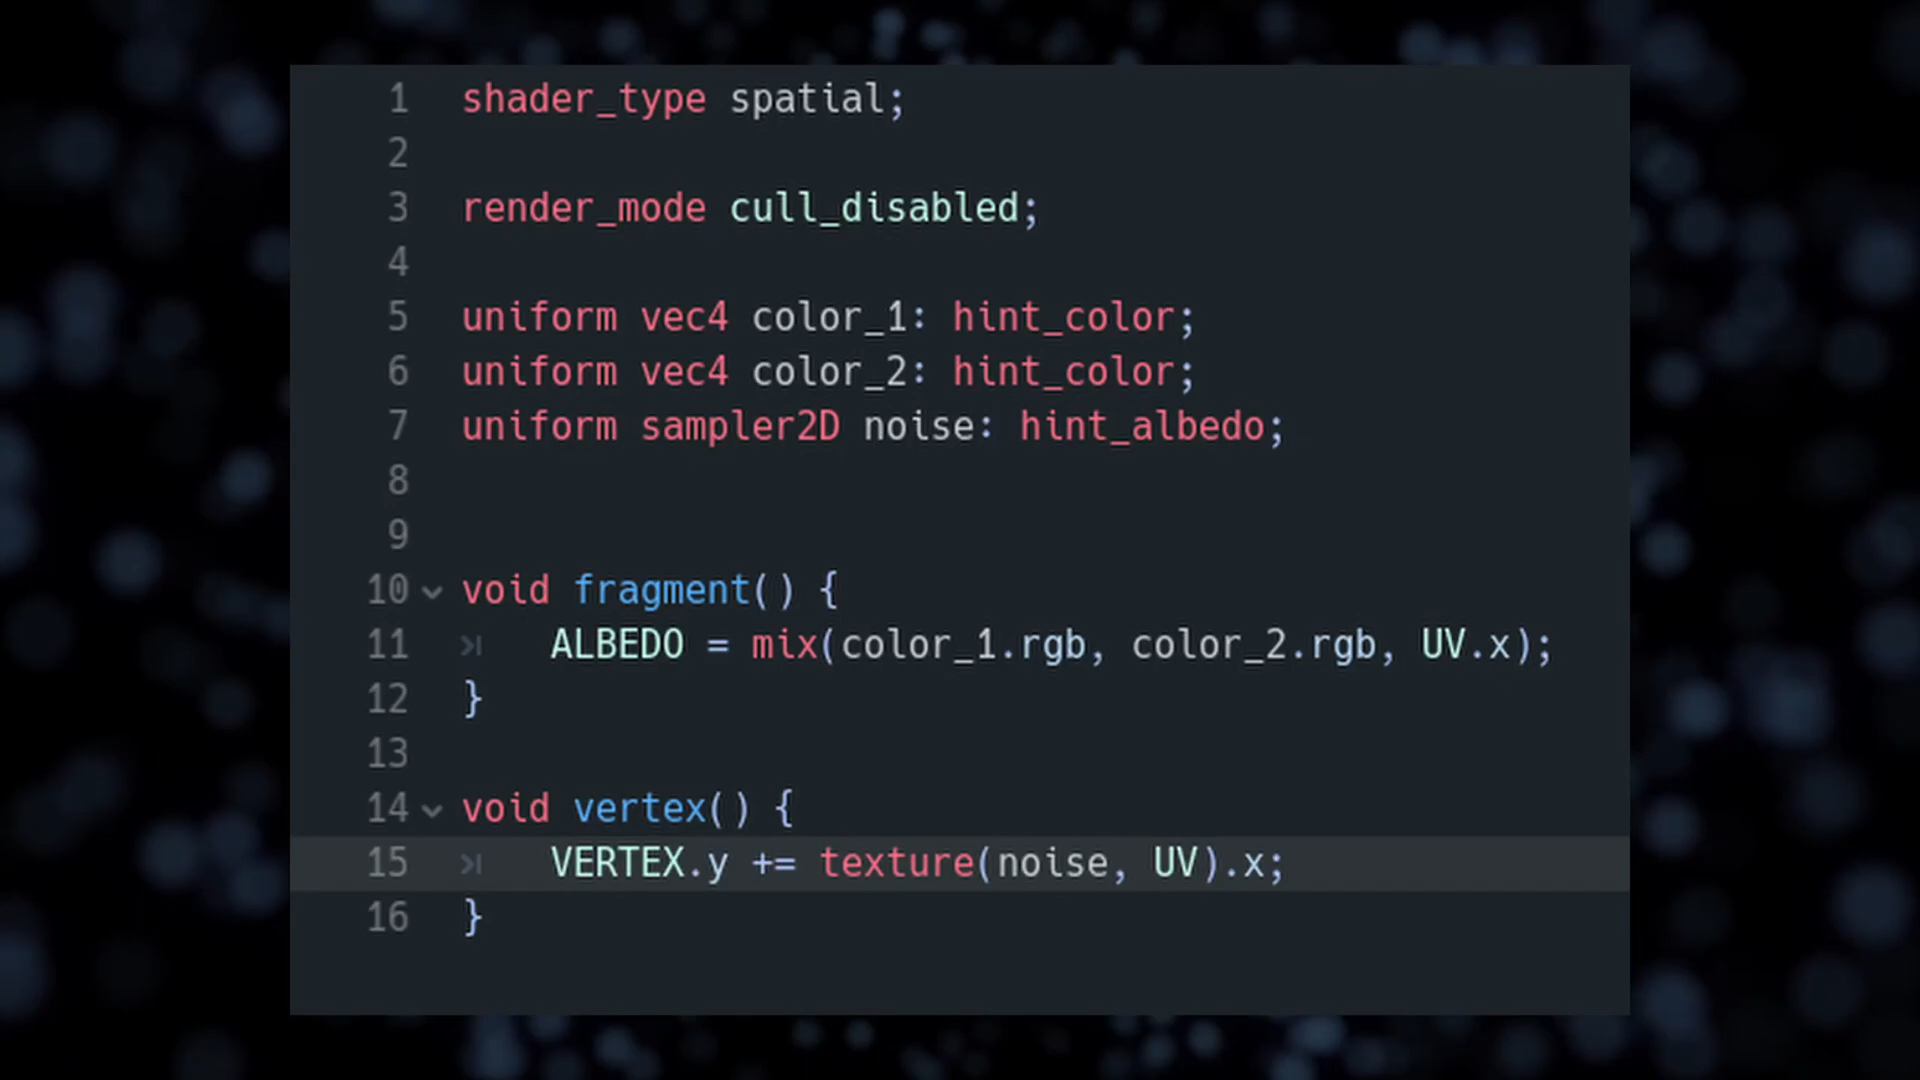 1 shader_type spatial;
2
3 render_mode cull_disabled;
4
5 uniform vec4 color_1: hint_color;
6 uniform vec4 color_2: hint_color;
7 uniform sampler2D noise: hint_albedo;
8
9
10 void fragment() {
11 ALBEDO = mix(color_1.rgb, color_2.rgb, UV.x);
12 }
13
14 void vertex() {
15 VERTEX.y += texture(noise, UV).x;
16 }